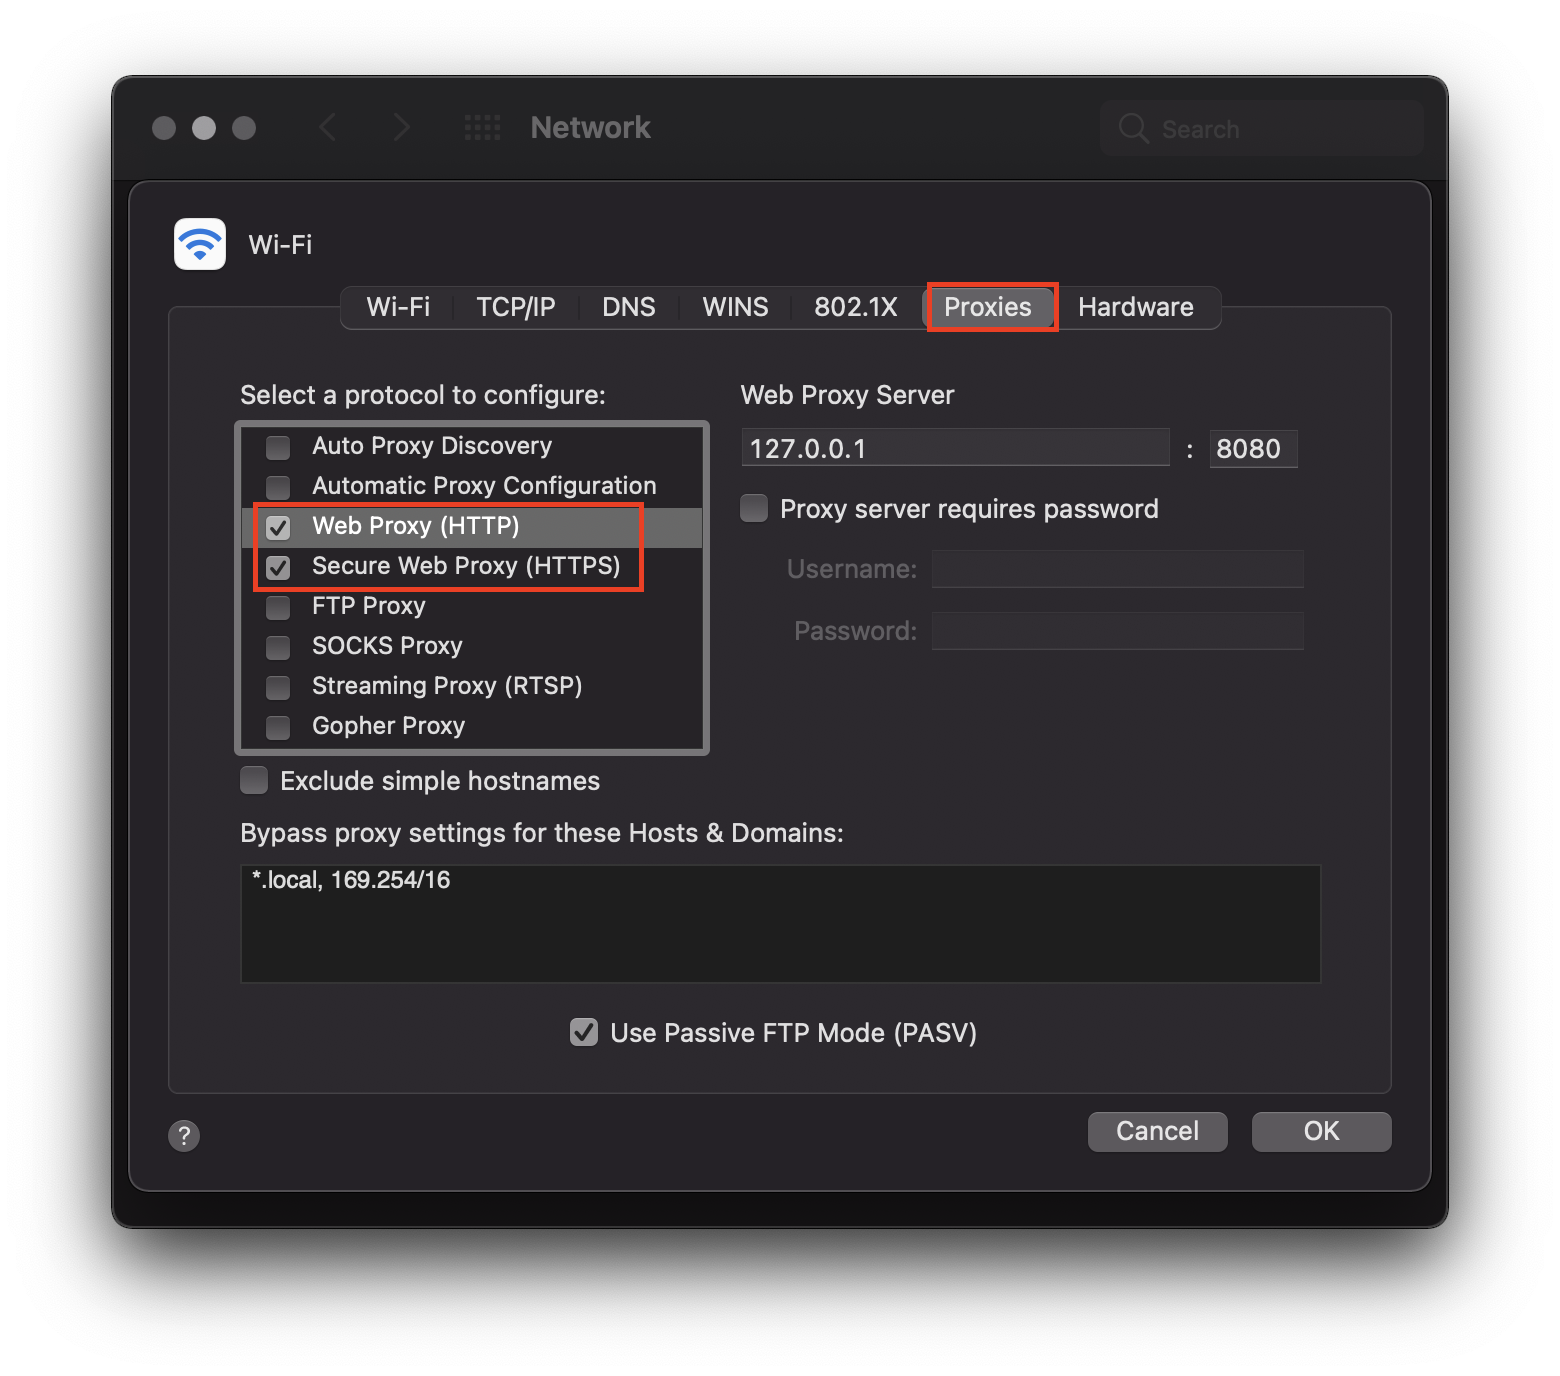 Network
Search
Wi-Fi
Wi-Fi TCP/IP DNS WINS 802.1X Proxies Hardware
Select a protocol to configure:
Auto Proxy Discovery
Automatic Proxy Configuration
Web Proxy (HTTP)
Secure Web Proxy (HTTPS)
FTP Proxy
SOCKS Proxy
Streaming Proxy (RTSP)
Gopher Proxy
Exclude simple hostnames
Web Proxy Server
127.0.0.1 : 8080
Proxy server requires password
Username:
Password:
Bypass proxy settings for these Hosts & Domains:
*.local, 169.254/16
Use Passive FTP Mode (PASV)
? Cancel OK